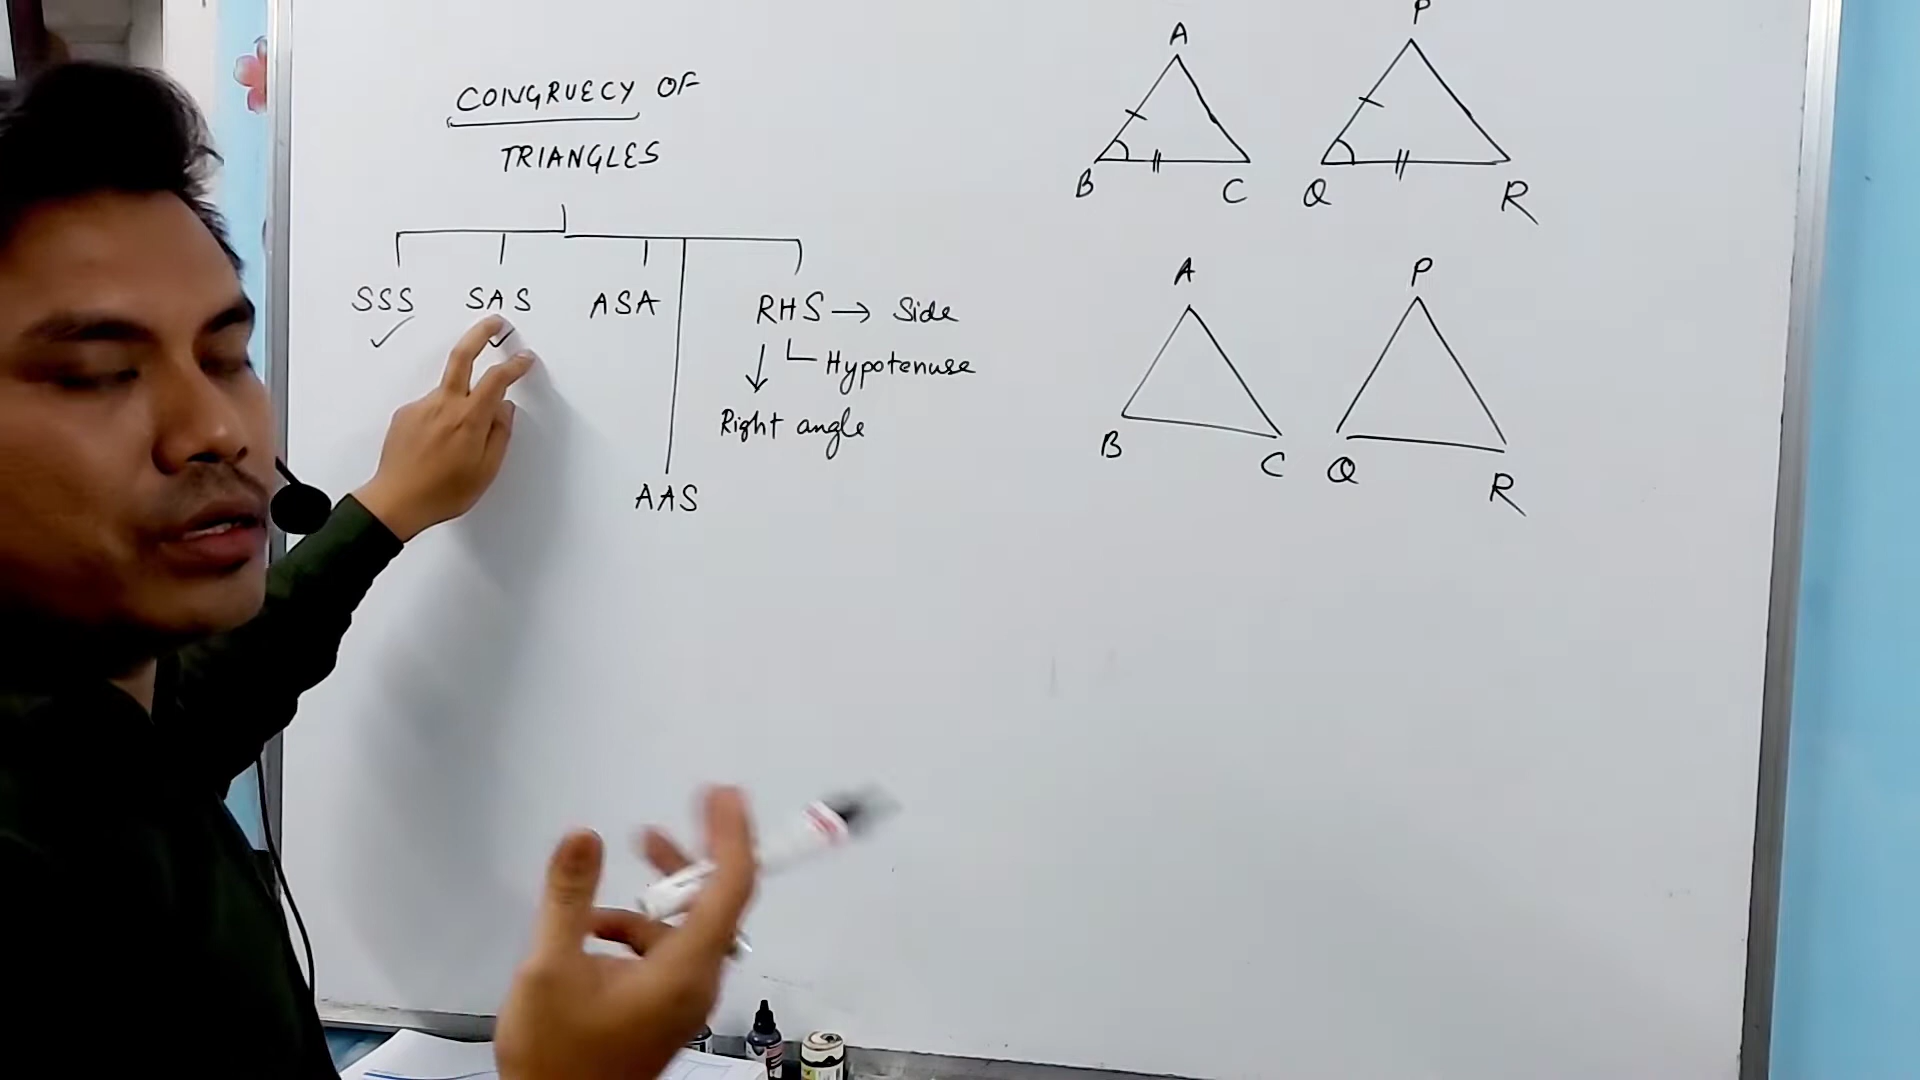 CONGRUECY OF
TRIANGLES
SSS
SAS
ASA
RHS → Side
Hypotenuse
Right angle
AAS
A
B
C
P
Q
R
A
B
C
P
Q
R